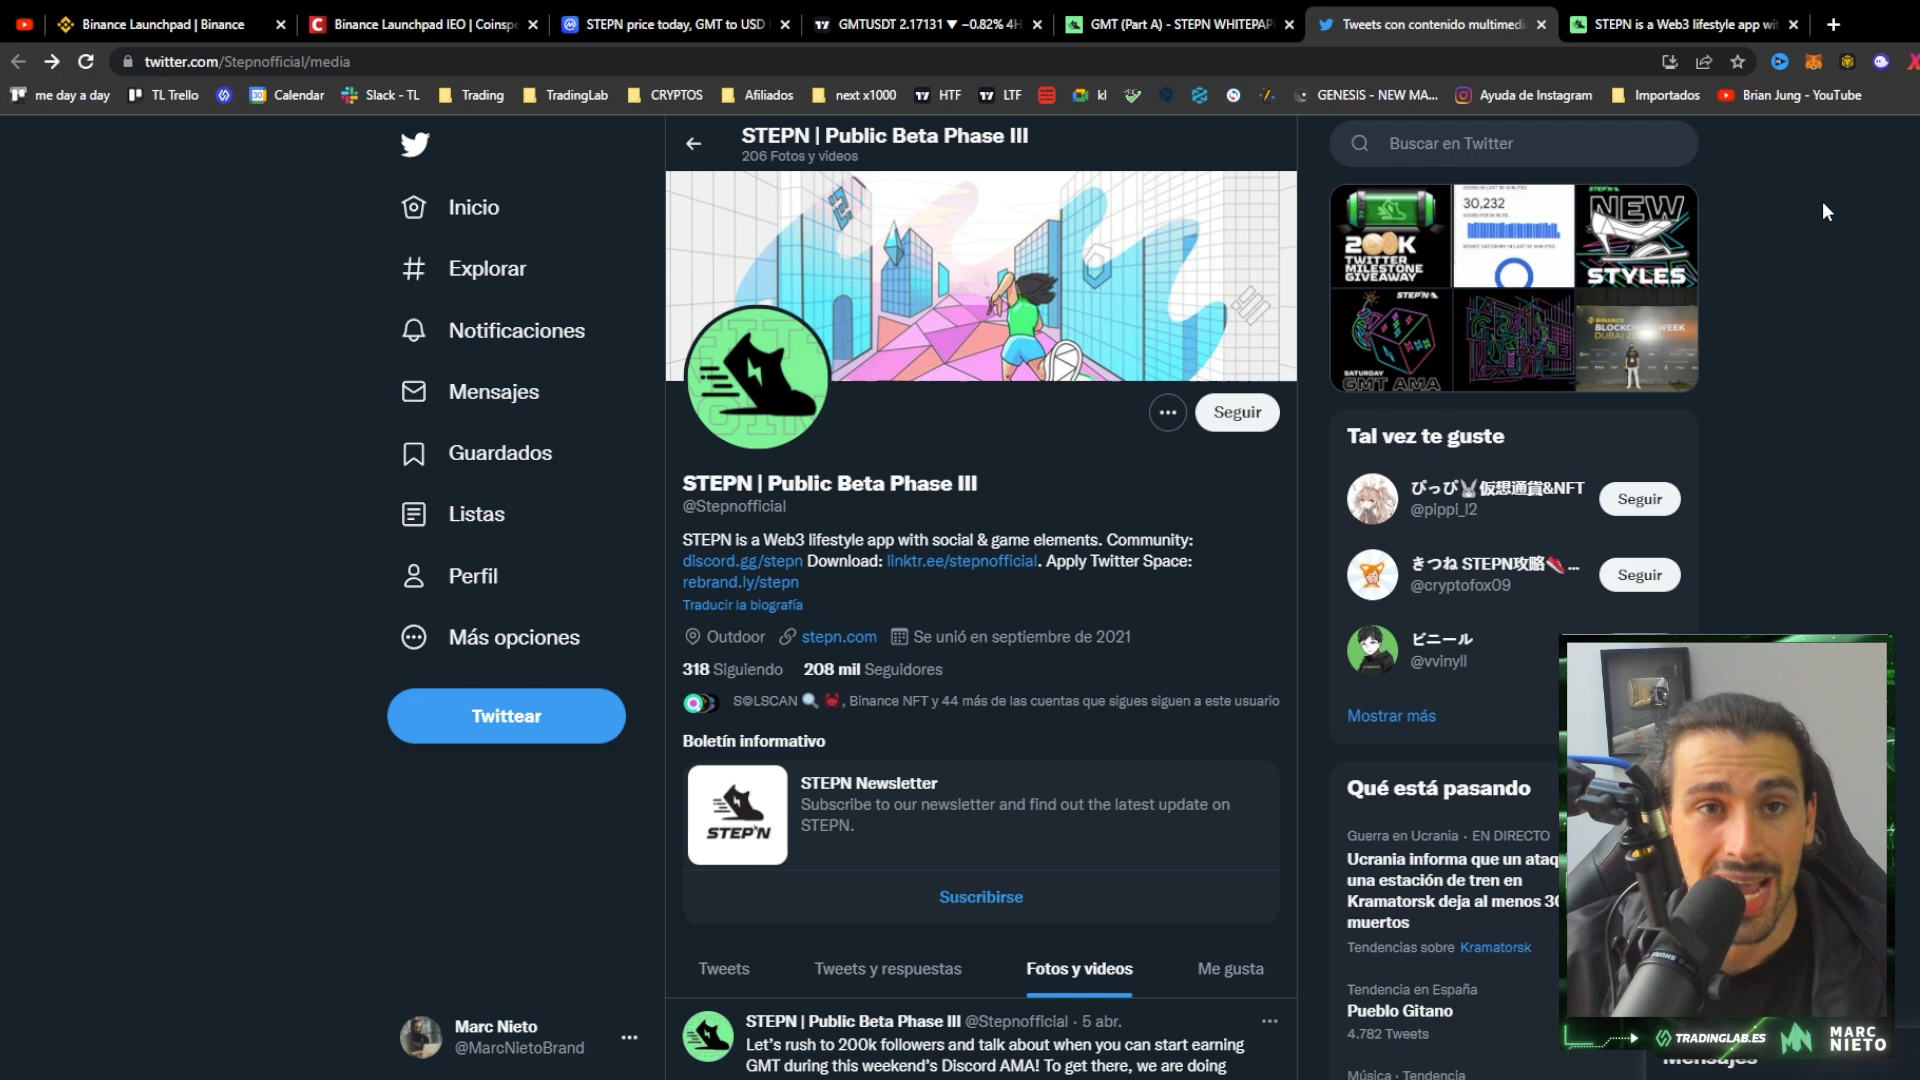 Binance Launchpad | Binance
Binance Launchpad IEO | Coinsp
STEPN price today, GMT to USD
GMTUSDT 2.17131 ▼ −0.82% 4H
GMT (Part A) - STEPN WHITEPAP
Tweets con contenido multimedi
STEPN is a Web3 lifestyle app wit
twitter.com/Stepnofficial/media
me day a day
TL Trello
Calendar
Slack - TL
Trading
TradingLab
CRYPTOS
Afiliados
next x1000
HTF
LTF
kl
GENESIS - NEW MA...
Ayuda de Instagram
Importados
Brian Jung - YouTube
Inicio
Explorar
Notificaciones
Mensajes
Guardados
Listas
Perfil
Más opciones
Twittear
Marc Nieto
@MarcNietoBrand
STEPN | Public Beta Phase III
206 Fotos y videos
Seguir
STEPN | Public Beta Phase III
@Stepnofficial
STEPN is a Web3 lifestyle app with social & game elements. Community:
discord.gg/stepn Download: linktr.ee/stepnofficial. Apply Twitter Space:
rebrand.ly/stepn
Traducir la biografía
Outdoor stepn.com Se unió en septiembre de 2021
318 Siguiendo 208 mil Seguidores
S◎LSCAN 🔍 🦀, Binance NFT y 44 más de las cuentas que sigues siguen a este usuario
Boletín informativo
STEP'N
STEPN Newsletter
Subscribe to our newsletter and find out the latest update on
STEPN.
Suscribirse
Tweets
Tweets y respuestas
Fotos y videos
Me gusta
STEPN | Public Beta Phase III @Stepnofficial · 5 abr.
Let's rush to 200k followers and talk about when you can start earning
GMT during this weekend's Discord AMA! To get there, we are doing
Buscar en Twitter
200K
TWITTER
MILESTONE
GIVEAWAY
30,232
NEW
STYLES
STEP'N
SATURDAY
GMT AMA
BINANCE
Tal vez te guste
ぴっぴ🐰仮想通貨&NFT
@pippi_l2
Seguir
きつね STEPN攻略👟 ...
@cryptofox09
Seguir
ビニール
@vvinyll
Mostrar más
Qué está pasando
Guerra en Ucrania · EN DIRECTO
Ucrania informa que un ataq
una estación de tren en
Kramatorsk deja al menos 30
muertos
Tendencias sobre Kramatorsk
Tendencia en España
Pueblo Gitano
4.782 Tweets
Música · Tendencia
Mensajes
TRADINGLAB.ES
MARC
NIETO